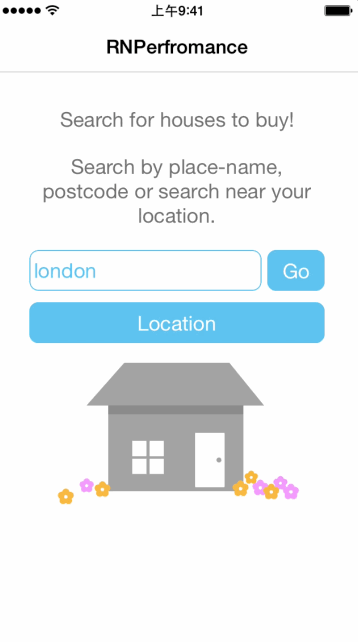 上午9:41
RNPerfromance
Search for houses to buy!
Search by place-name,
postcode or search near your
location.
london
Go
Location